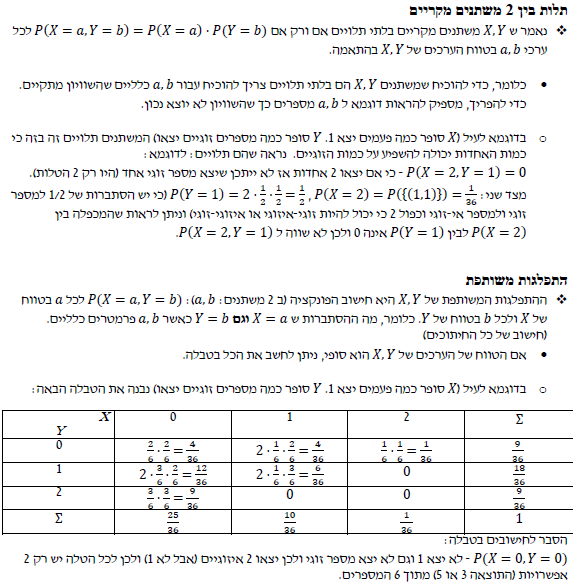 תלות בין 2 משתנים מקריים
❖ נאמר ש X, Y משתנים מקריים בלתי תלויים אם ורק אם P(X = a, Y = b) = P(X = a) · P(Y = b) לכל
ערכי a, b בטווח הערכים של X, Y בהתאמה.
• כלומר, כדי להוכיח שמשתנים X, Y הם בלתי תלויים צריך להוכיח עבור a, b כלליים שהשוויון מתקיים.
כדי להפריך, מספיק להראות דוגמא ל a, b מספרים כך שהשוויון לא יוצא נכון.
○ בדוגמא לעיל (X סופר כמה פעמים יצא 1. Y סופר כמה מספרים זוגיים יצאו) המשתנים תלויים זה בזה כי
כמות האחדות יכולה להשפיע על כמות הזוגיים. נראה שהם תלויים: לדוגמא:
P(X = 2, Y = 1) = 0 - כי אם יצאו 2 אחדות אז לא ייתכן שיצא מספר זוגי אחד (היו רק 2 הטלות).
מצד שני: P(X = 2) = P({(1,1)}) = 1/36, P(Y = 1) = 2 · 1/2 · 1/2 = 1/2 (כי יש הסתברות של 1/2 למספר
זוגי ולמספר אי-זוגי וכפול 2 כי יכול להיות זוגי-איזוגי או איזוגי-זוגי) וניתן לראות שהמכפלה בין
P(X = 2) לבין P(Y = 1) אינה 0 ולכן לא שווה ל P(X = 2, Y = 1).
התפלגות משותפת
❖ ההתפלגות המשותפת של X, Y היא חישוב הפונקציה (ב 2 משתנים: a, b): P(X = a, Y = b) לכל a בטווח
של X ולכל b בטווח של Y. כלומר, מה ההסתברות ש X = a וגם Y = b כאשר a, b פרמטרים כלליים.
(חישוב של כל החיתוכים)
• אם הטווח של הערכים של X, Y הוא סופי, ניתן לחשב את הכל בטבלה.
○ בדוגמא לעיל (X סופר כמה פעמים יצא 1. Y סופר כמה מספרים זוגיים יצאו) נבנה את הטבלה הבאה:
X Y 0 1 2 Σ
0 2/6 · 2/6 = 4/36 2 · 1/6 · 2/6 = 4/36 1/6 · 1/6 = 1/36 9/36
1 2 · 3/6 · 2/6 = 12/36 2 · 1/6 · 3/6 = 6/36 0 18/36
2 3/6 · 3/6 = 9/36 0 0 9/36
Σ 25/36 10/36 1/36 1
הסבר לחישובים בטבלה:
P(X = 0, Y = 0) - לא יצא 1 וגם לא יצא מספר זוגי ולכן יצאו 2 איזוגיים (אבל לא 1) ולכן לכל הטלה יש רק 2
אפשרויות (התוצאה 3 או 5) מתוך 6 המספרים.